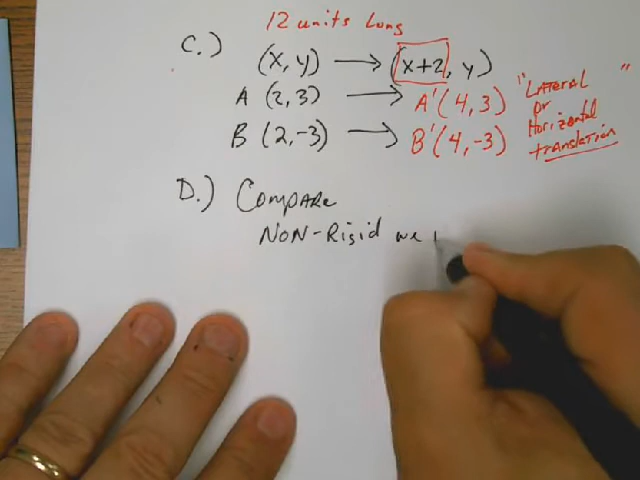 12 units Long
C.) (x, y) → (x+2, y)
A (2, 3) → A'(4, 3)
B (2, -3) → B'(4, -3)
"Lateral"
or
Horizontal
translation
D.) Compare
Non-Rigid we